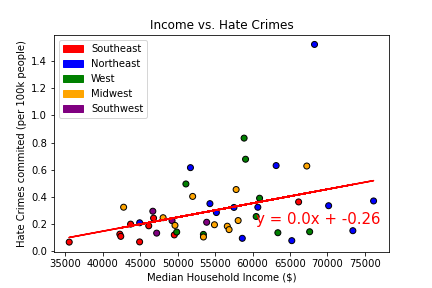 Income vs. Hate Crimes
Hate Crimes commited (per 100k people)
1.4
1.2
1.0
0.8
0.6
0.4
0.2
0.0
Southeast
Northeast
West
Midwest
Southwest
y = 0.0x + -0.26
35000 40000 45000 50000 55000 60000 65000 70000 75000
Median Household Income ($)